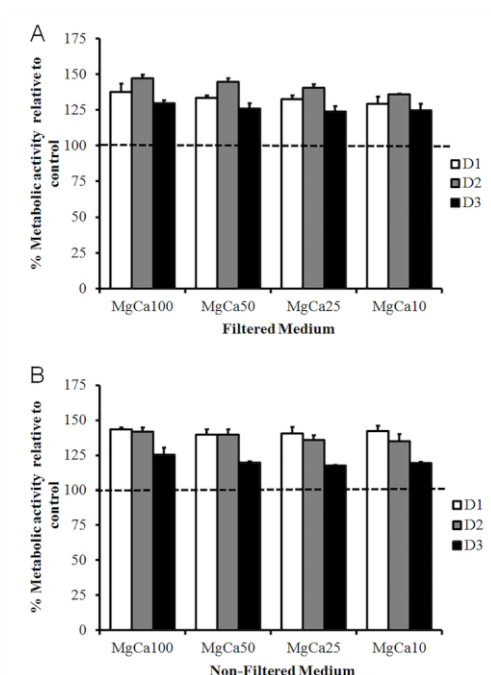 A
% Metabolic activity relative to
control
175
150
125
100
75
50
25
0
MgCa100 MgCa50 MgCa25 MgCa10
Filtered Medium
D1
D2
D3
B
% Metabolic activity relative to
control
175
150
125
100
75
50
25
0
MgCa100 MgCa50 MgCa25 MgCa10
Non-Filtered Medium
D1
D2
D3